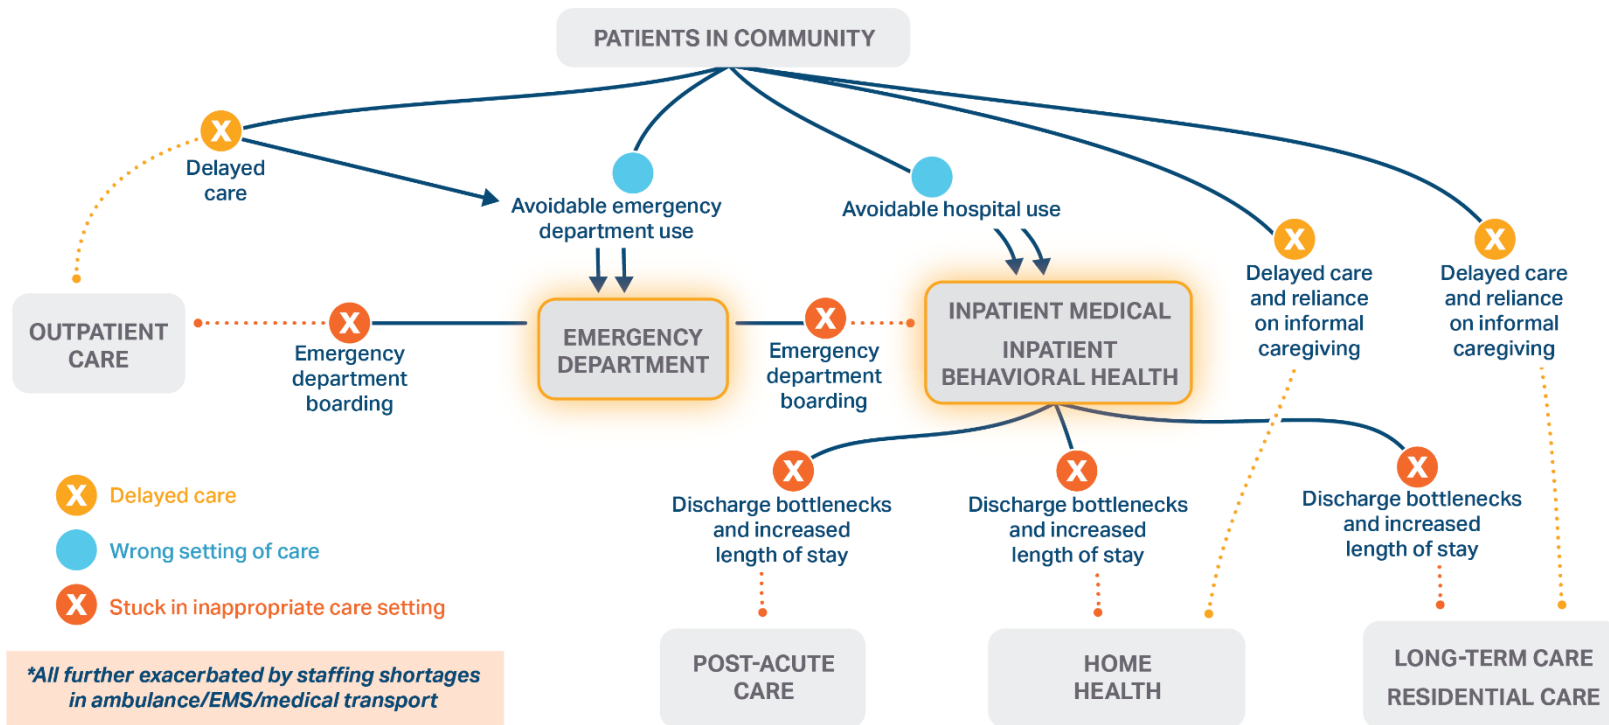 PATIENTS IN COMMUNITY
X
Delayed
care
Avoidable emergency
department use
Avoidable hospital use
X
Delayed care
and reliance
on informal
caregiving
X
Delayed care
and reliance
on informal
caregiving
OUTPATIENT
CARE
X
Emergency
department
boarding
EMERGENCY
DEPARTMENT
X
Emergency
department
boarding
INPATIENT MEDICAL
INPATIENT
BEHAVIORAL HEALTH
X
Discharge bottlenecks
and increased
length of stay
X
Discharge bottlenecks
and increased
length of stay
X
Discharge bottlenecks
and increased
length of stay
X Delayed care
Wrong setting of care
X Stuck in inappropriate care setting
*All further exacerbated by staffing shortages
in ambulance/EMS/medical transport
POST-ACUTE
CARE
HOME
HEALTH
LONG-TERM CARE
RESIDENTIAL CARE